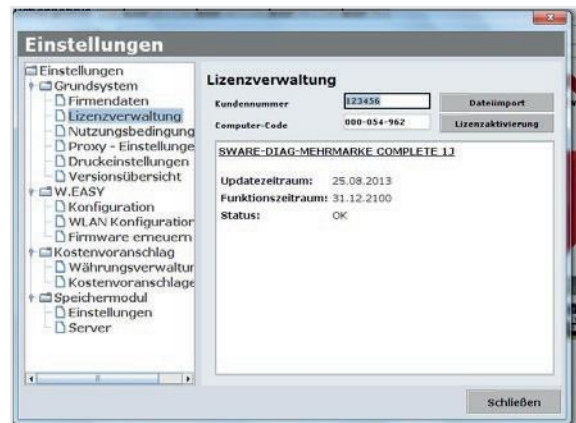 Einstellungen
Einstellungen
Grundsystem
Firmendaten
Lizenzverwaltung
Nutzungsbedingung
Proxy - Einstellunge
Druckeinstellungen
Versionsübersicht
W.EASY
Konfiguration
WLAN Konfiguration
Firmware erneuern
Kostenvoranschlag
Währungsverwaltur
Kostenvoranschlage
Speichermodul
Einstellungen
Server
Lizenzverwaltung
Kundennummer 123456 Dateiimport
Computer-Code 000-054-962 Lizenzaktivierung
SWARE-DIAG-MEHRMARKE COMPLETE 1J
Updatezeitraum: 25.08.2013
Funktionszeitraum: 31.12.2100
Status: OK
Schließen